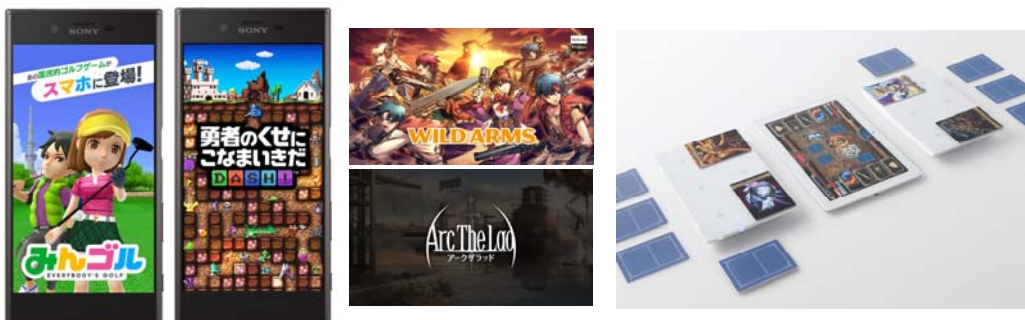 SONY
あの国民的ゴルフゲームが
スマホに登場!
みんゴル
EVERYBODY'S GOLF
SONY
勇者のくせに
こなまいきだ
DASH!
WILD ARMS
Arc The Lad
アークザラッド